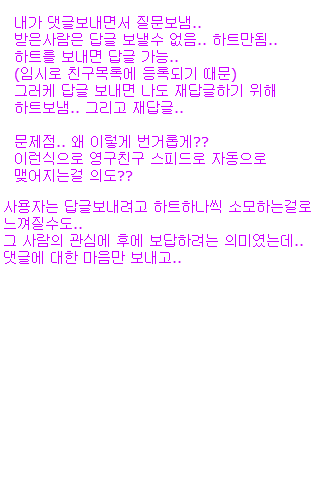 내가 댓글보내면서 질문보냄..
받은사람은 답글 보낼수 없음.. 하트만됨..
하트를 보내면 답글 가능..
(임시로 친구목록에 등록되기 때문)
그러케 답글 보내면 나도 재답글하기 위해
하트보냄.. 그리고 재답글..
문제점.. 왜 이렇게 번거롭게??
이런식으로 영구친구 스피드로 자동으로
맺어지는걸 의도??
사용자는 답글보내려고 하트하나씩 소모하는걸로
느껴질수도..
그 사람의 관심에 후에 보답하려는 의미였는데..
댓글에 대한 마음만 보내고..